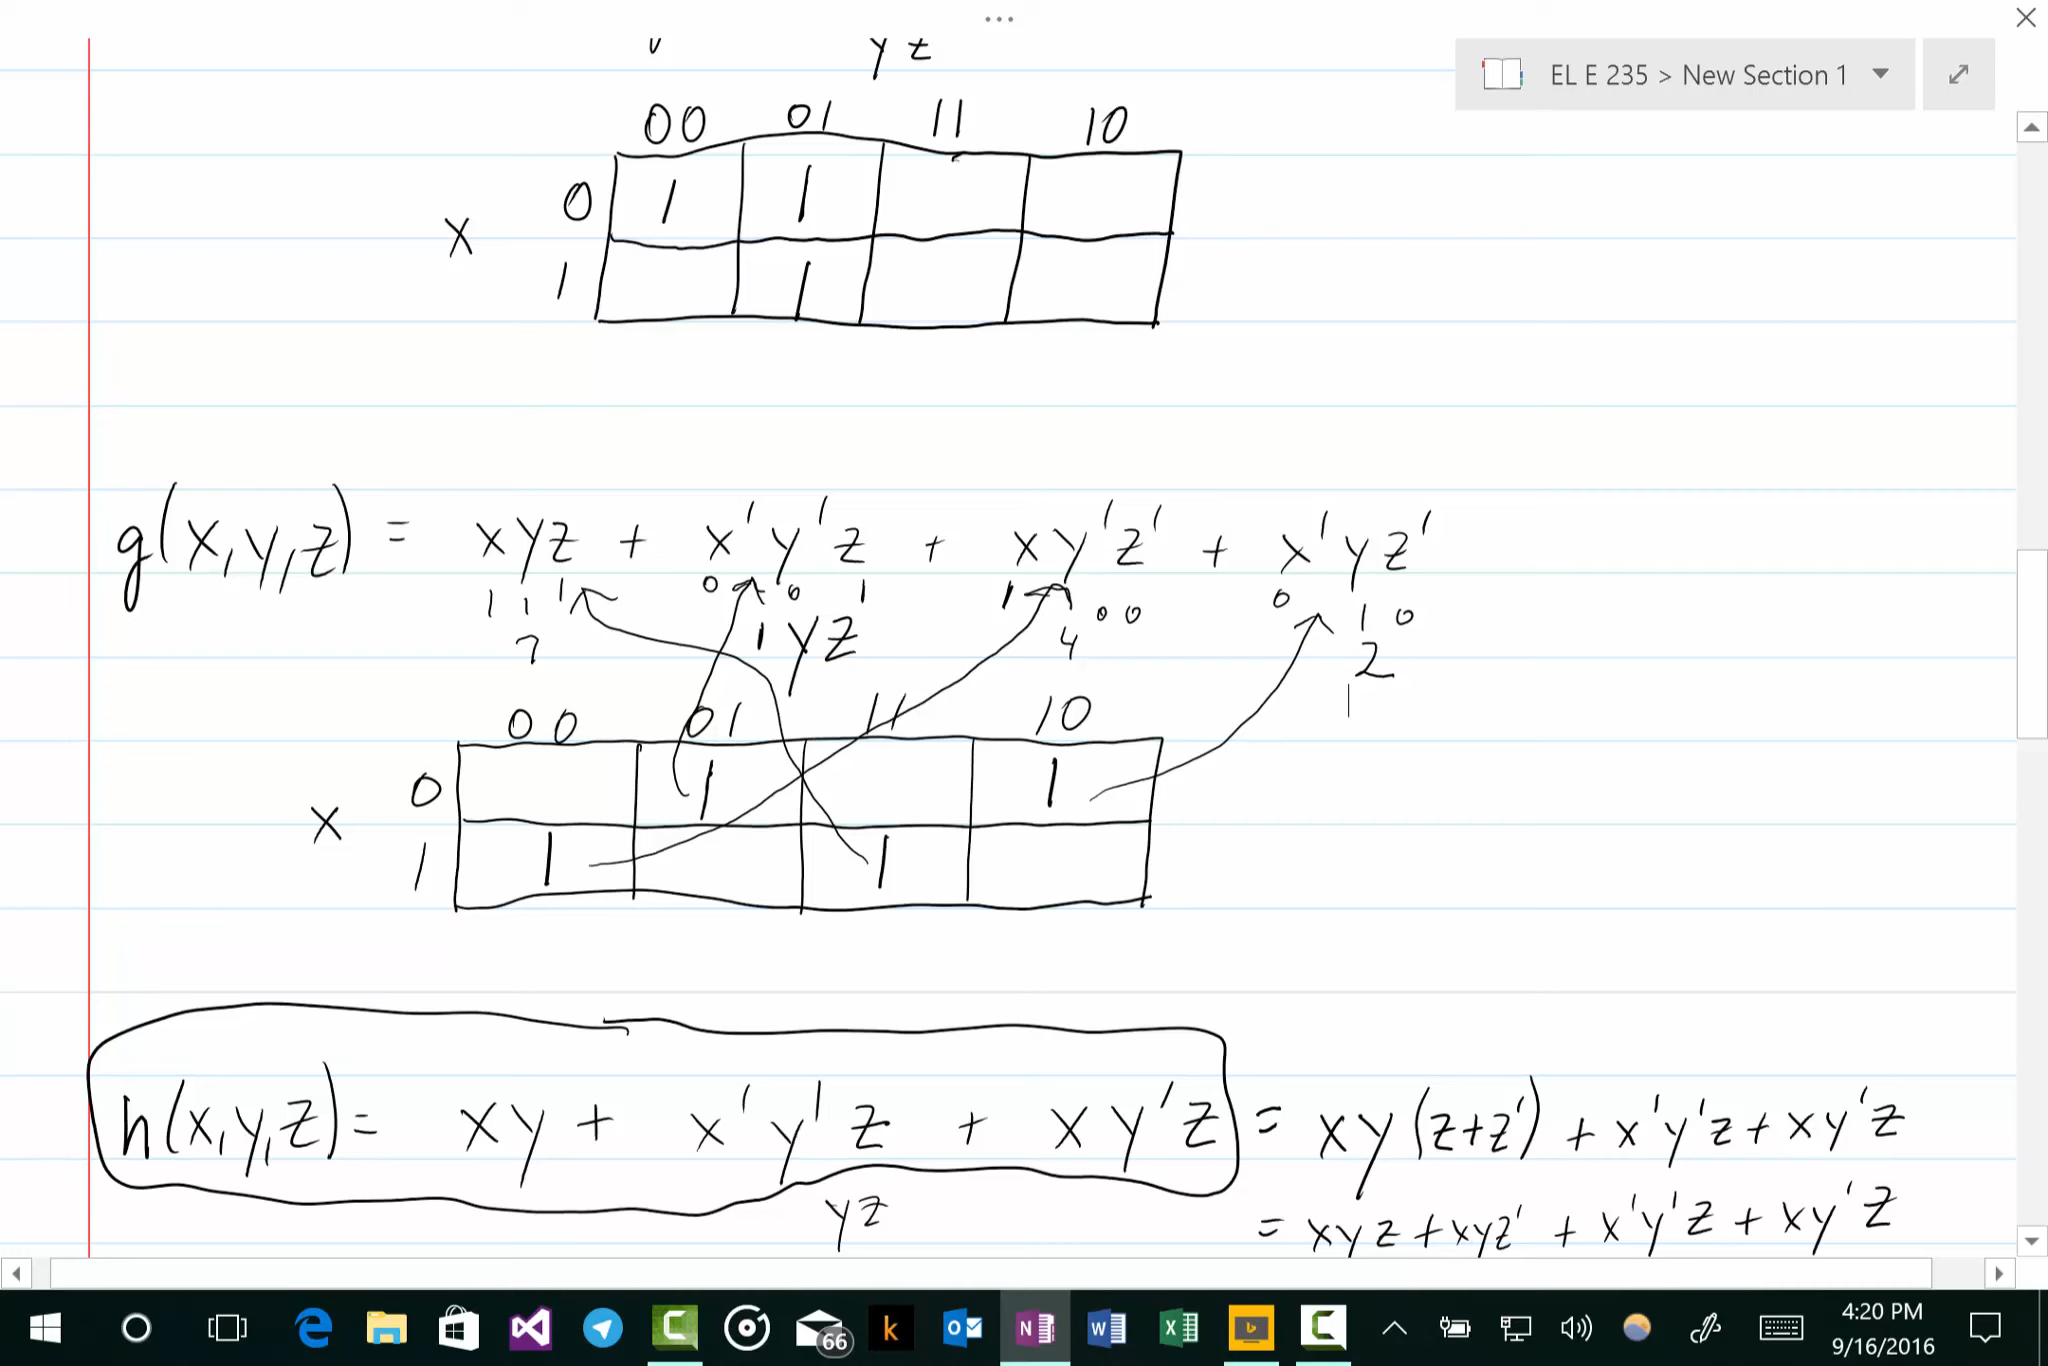 EL E 235 > New Section 1
y z
00 01 11 10
0 1 1
x
1 1
g(x,y,z) = xyz + x'y'z + xy'z' + x'yz'
1 1 1 0 0 1 1 0 0 0 1 0
7 1 4 2
yz
1
00 01 11 10
0 1 1
x
1 1 1
h(x,y,z) = xy + x'y'z + xy'z = xy(z+z') + x'y'z + xy'z
= xyz + xyz' + x'y'z + xy'z
yz
66
4:20 PM
9/16/2016